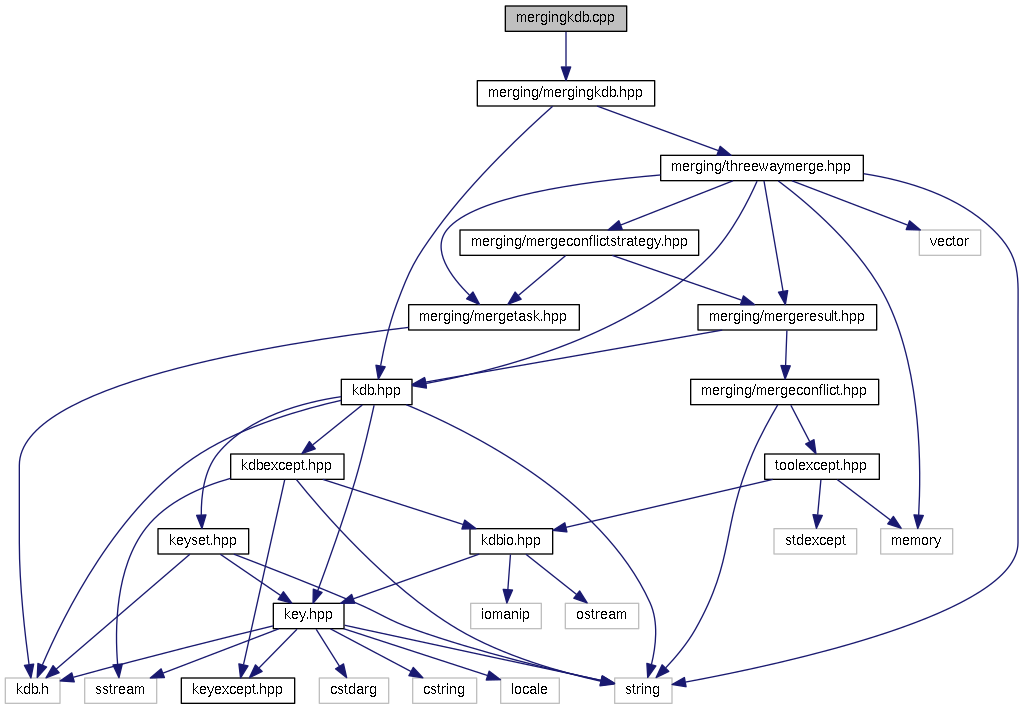 mergingkdb.cpp
merging/mergingkdb.hpp
merging/threewaymerge.hpp
merging/mergeconflictstrategy.hpp
vector
merging/mergetask.hpp
merging/mergeresult.hpp
kdb.hpp
merging/mergeconflict.hpp
kdbexcept.hpp
toolexcept.hpp
keyset.hpp
kdbio.hpp
stdexcept
memory
key.hpp
iomanip
ostream
kdb.h
sstream
keyexcept.hpp
cstdarg
cstring
locale
string